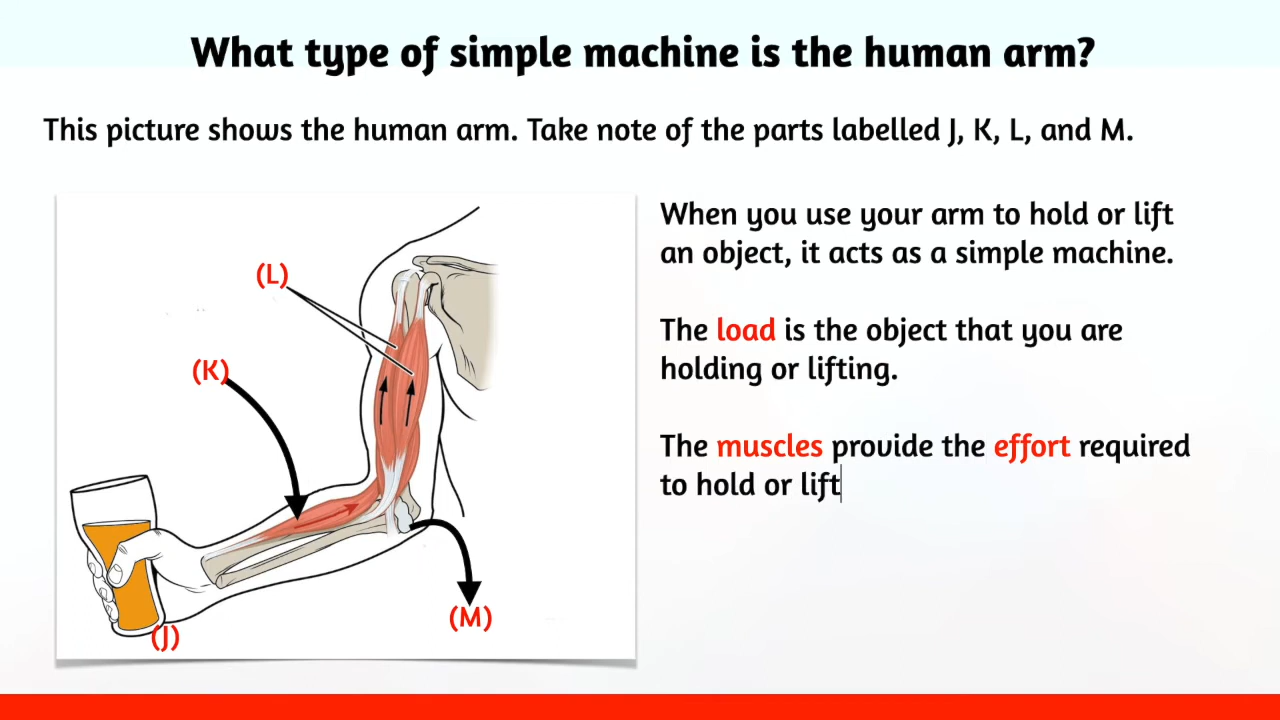 What type of simple machine is the human arm?
This picture shows the human arm. Take note of the parts labelled J, K, L, and M.
When you use your arm to hold or lift
an object, it acts as a simple machine.
The load is the object that you are
holding or lifting.
The muscles provide the effort required
to hold or lift
(L)
(K)
(M)
(J)